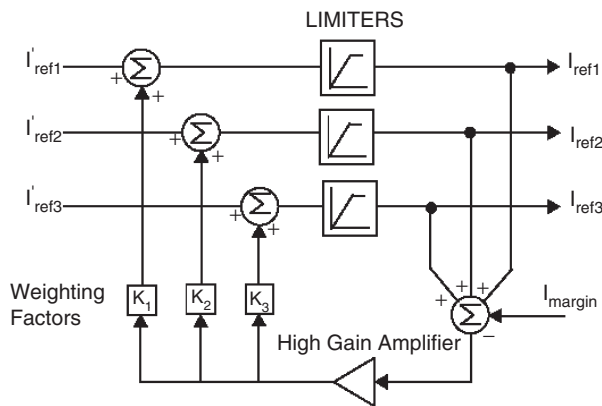 LIMITERS
I'ref1 Σ Iref1
+ +
I'ref2 Σ Iref2
+ +
I'ref3 Σ Iref3
+ +
+ + +
Weighting
Factors
K1 K2 K3
Σ Imargin
−
High Gain Amplifier